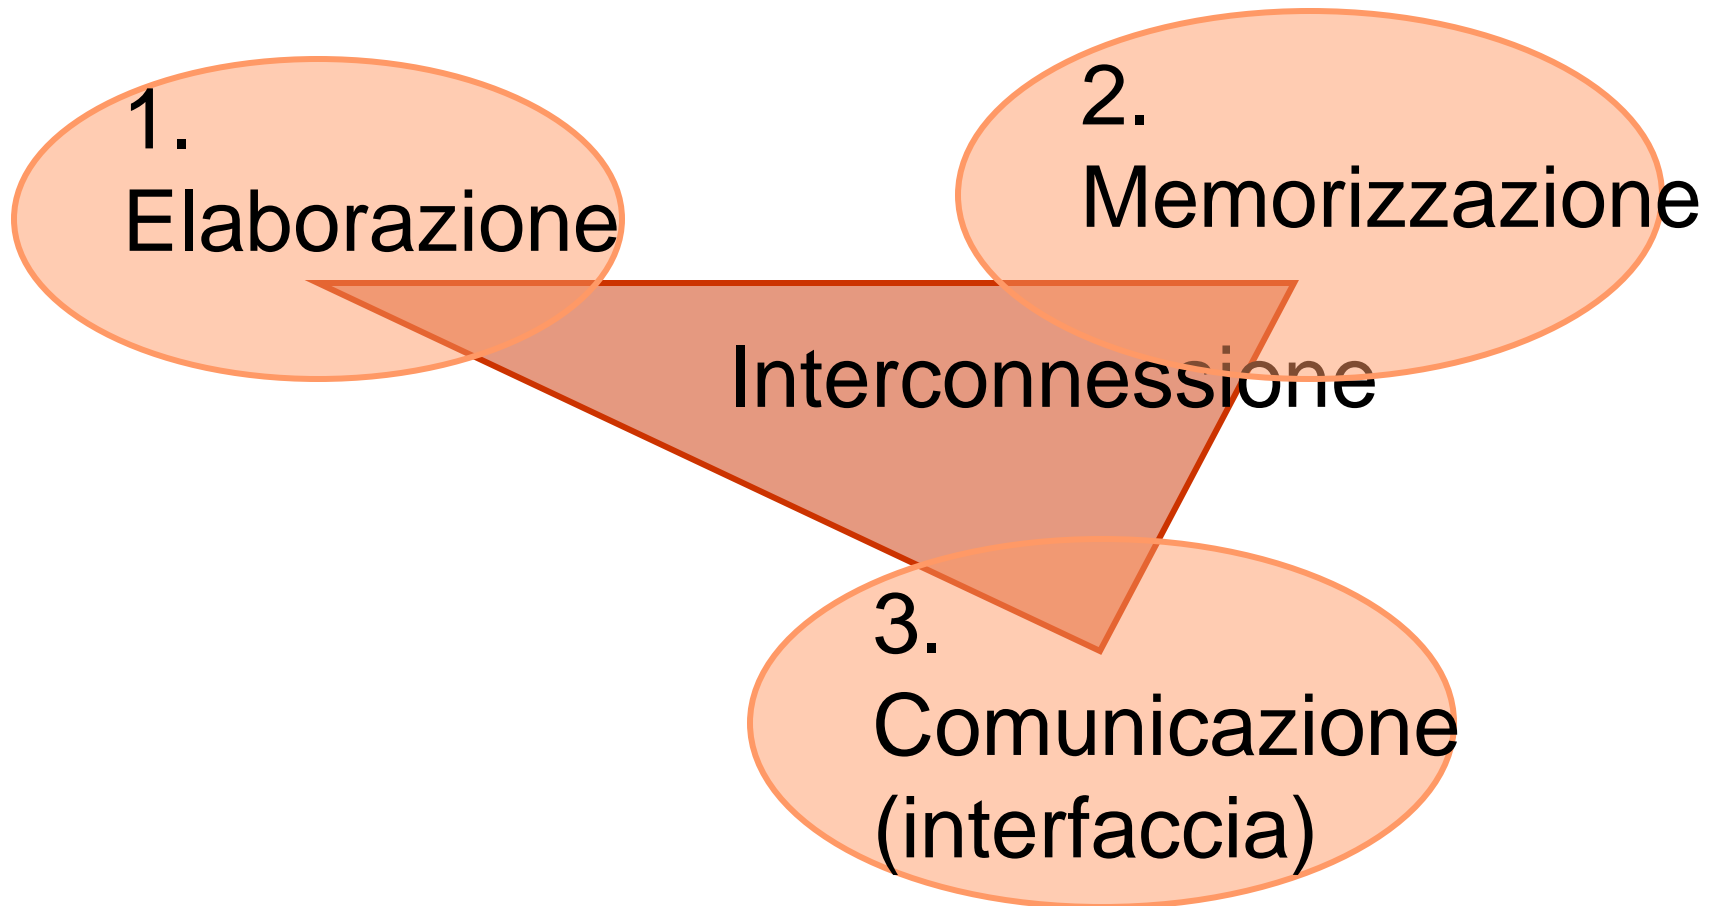 1.
Elaborazione
2.
Memorizzazione
Interconnessione
3.
Comunicazione
(interfaccia)